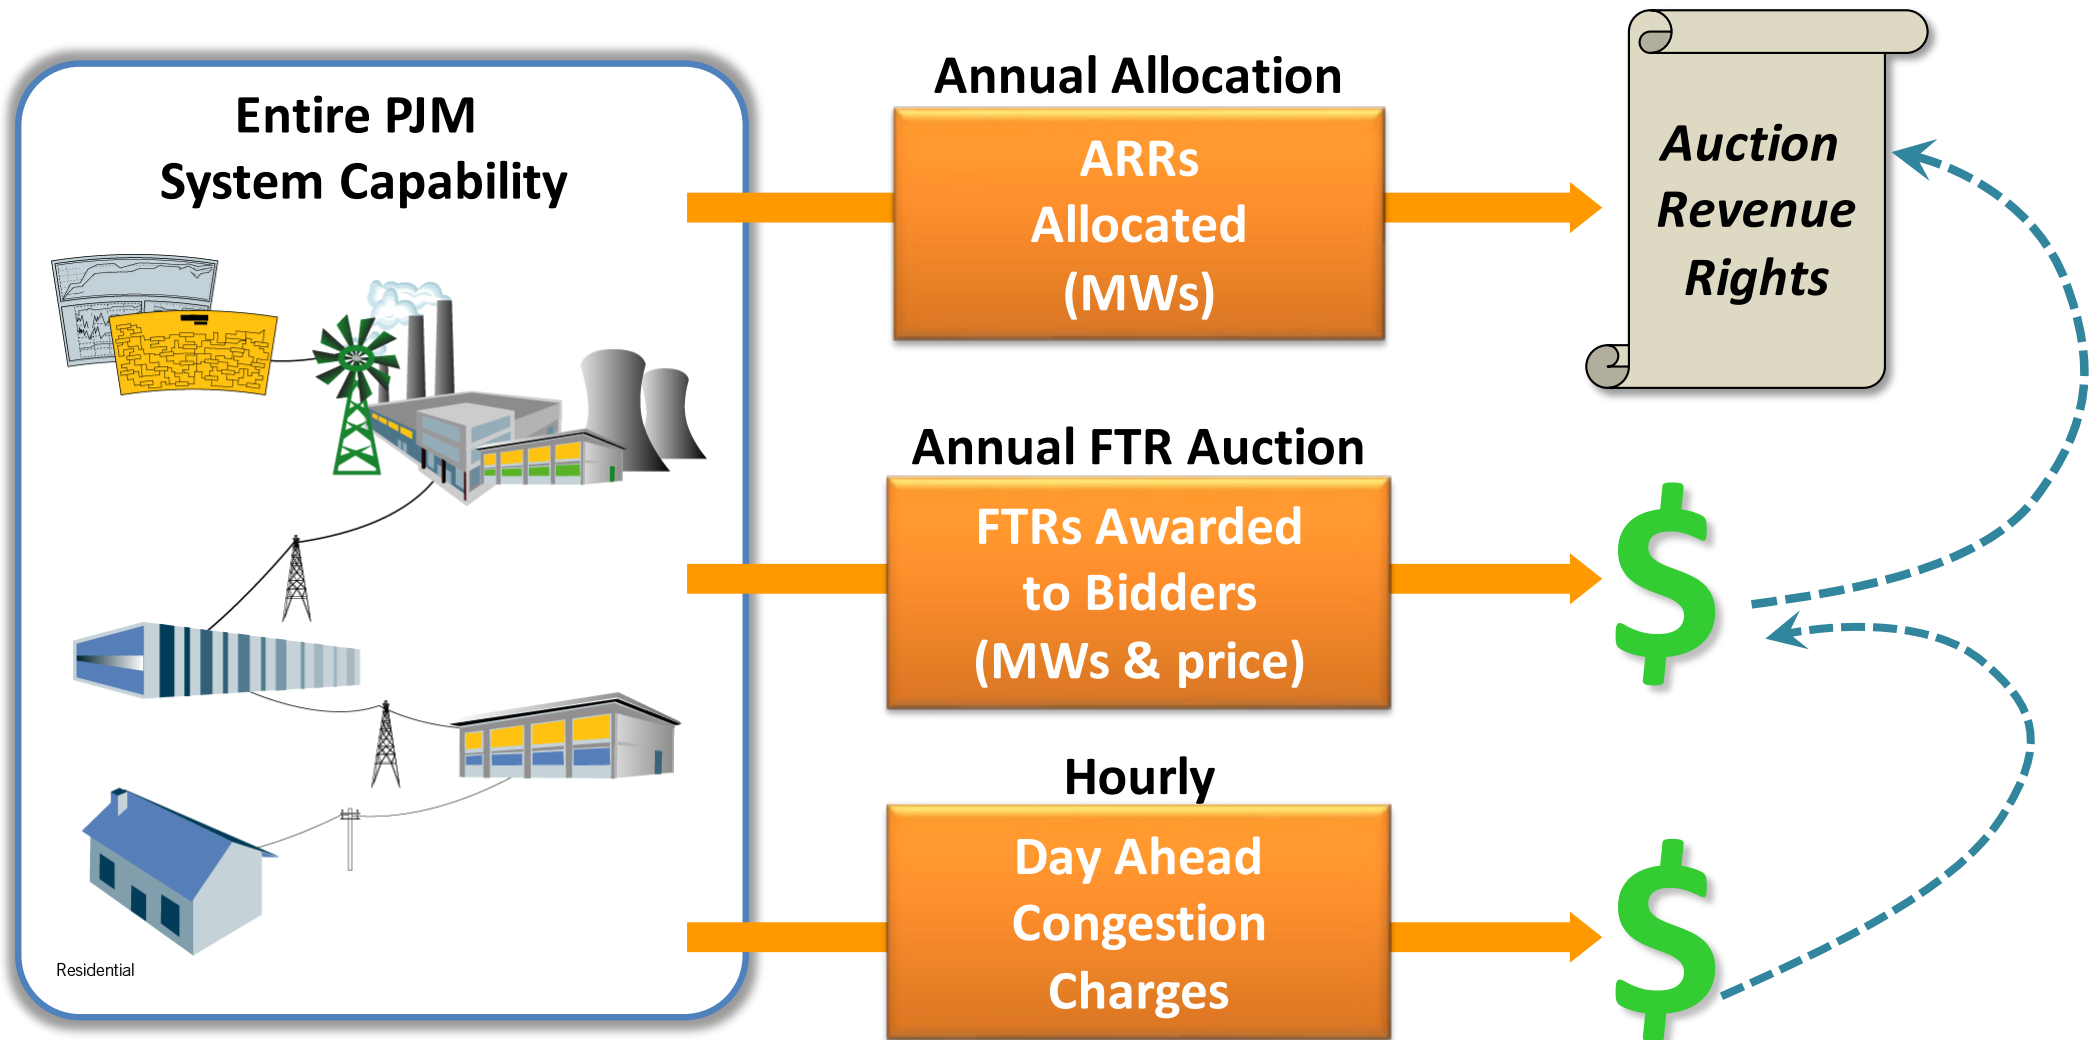 Entire PJM
System Capability
Residential
Annual Allocation
ARRs
Allocated
(MWs)
Auction
Revenue
Rights
Annual FTR Auction
FTRs Awarded
to Bidders
(MWs & price)
$
Hourly
Day Ahead
Congestion
Charges
$